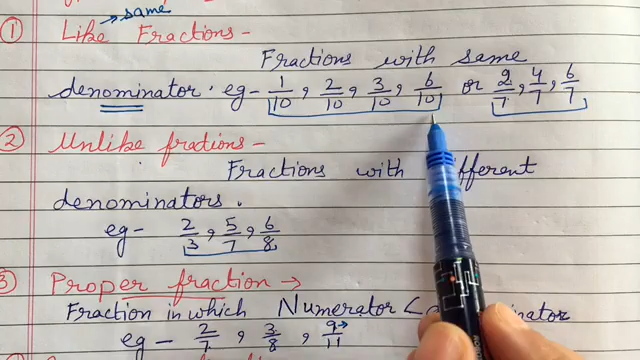 same
① Like Fractions -
Fractions with same
denominator. eg - 1/10, 2/10, 3/10, 6/10 or 2/7, 4/7, 6/7
② Unlike frations -
Fractions with
denominators.
eg - 2/3, 5/7, 6/8
③ Proper fraction →
Fraction in which Numerator <
eg - 2/7, 3/8, 9/11